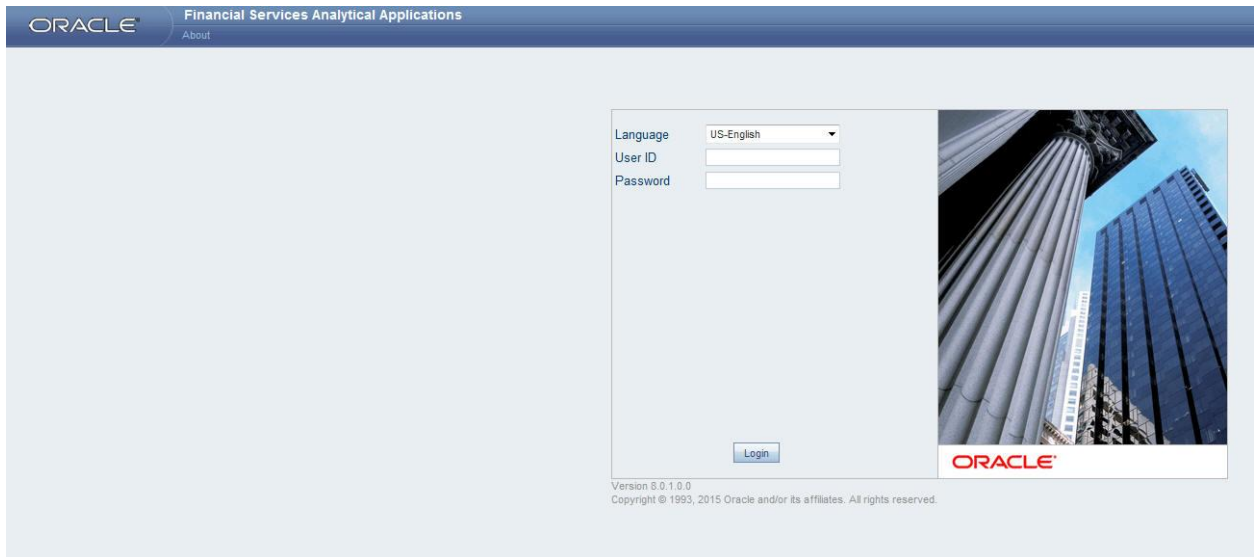 ORACLE
Financial Services Analytical Applications
About
Language US-English
User ID
Password
Login
ORACLE
Version 8.0.1.0.0
Copyright © 1993, 2015 Oracle and/or its affiliates. All rights reserved.